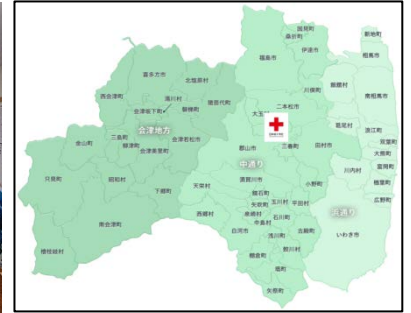 国見町
桑折町
新地町
伊達市
相馬市
福島市
喜多方市
北塩原村
川俣町
飯舘村
南相馬市
西会津町
湯川村
磐梯町
猪苗代町
会津坂下町
二本松市
大玉
葛尾村
浪江町
会津地方
三島町
柳津町
会津若松市
会津美里町
金山町
郡山市
三春町
田村市
双葉町
大熊町
富岡町
川内村
楢葉町
広野町
中通り
只見町
昭和村
須賀川市
小野町
天栄村
鏡石町
下郷町
矢吹町
玉川村
平田村
浜通り
西郷村
泉崎村
中島村
石川町
いわき市
南会津町
白河市
浅川町
古殿町
棚倉町
鮫川村
檜枝岐村
塙町
矢祭町